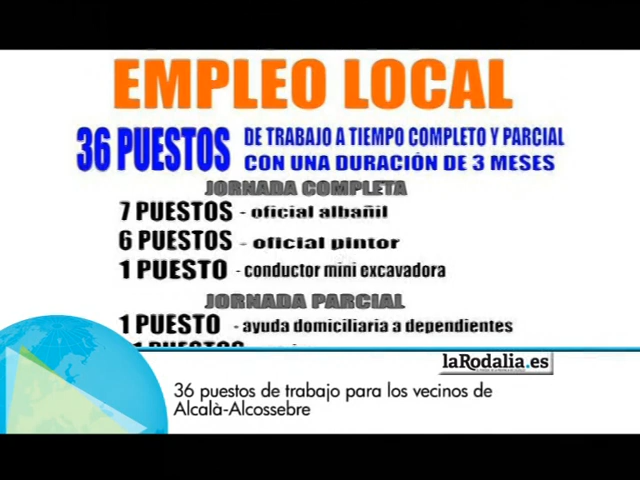 EMPLEO LOCAL
36 PUESTOS DE TRABAJO A TIEMPO COMPLETO Y PARCIAL
CON UNA DURACIÓN DE 3 MESES
JORNADA COMPLETA
7 PUESTOS - oficial albañil
6 PUESTOS - oficial pintor
1 PUESTO - conductor mini excavadora
JORNADA PARCIAL
1 PUESTO - ayuda domiciliaria a dependientes
laRodalia.es
36 puestos de trabajo para los vecinos de
Alcalà-Alcossebre